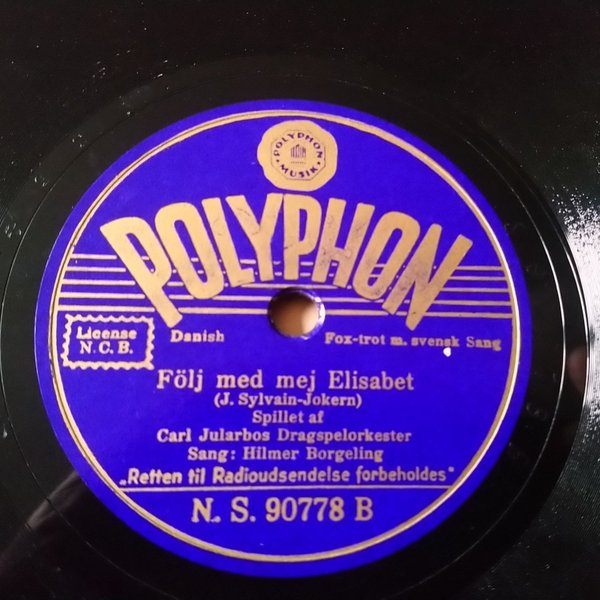 POLYPHON
MUSIK
POLYPHON
License
N.C.B.
Danish
Fox-trot m. svensk Sang
Följ med mej Elisabet
(J. Sylvain-Jokern)
Spillet af
Carl Jularbos Dragspelorkester
Sang: Hilmer Borgeling
„Retten til Radioudsendelse forbeholdes"
N. S. 90778 B